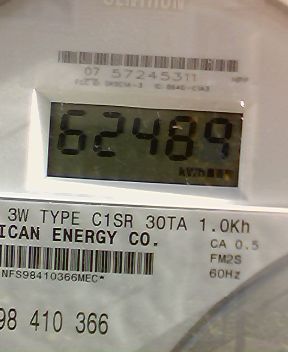 07 57245311
62489
kWh
3W TYPE C1SR 30TA 1.0Kh
ICAN ENERGY CO.
CA 0.5
FM2S
60Hz
NFS98410366MEC*
98 410 366